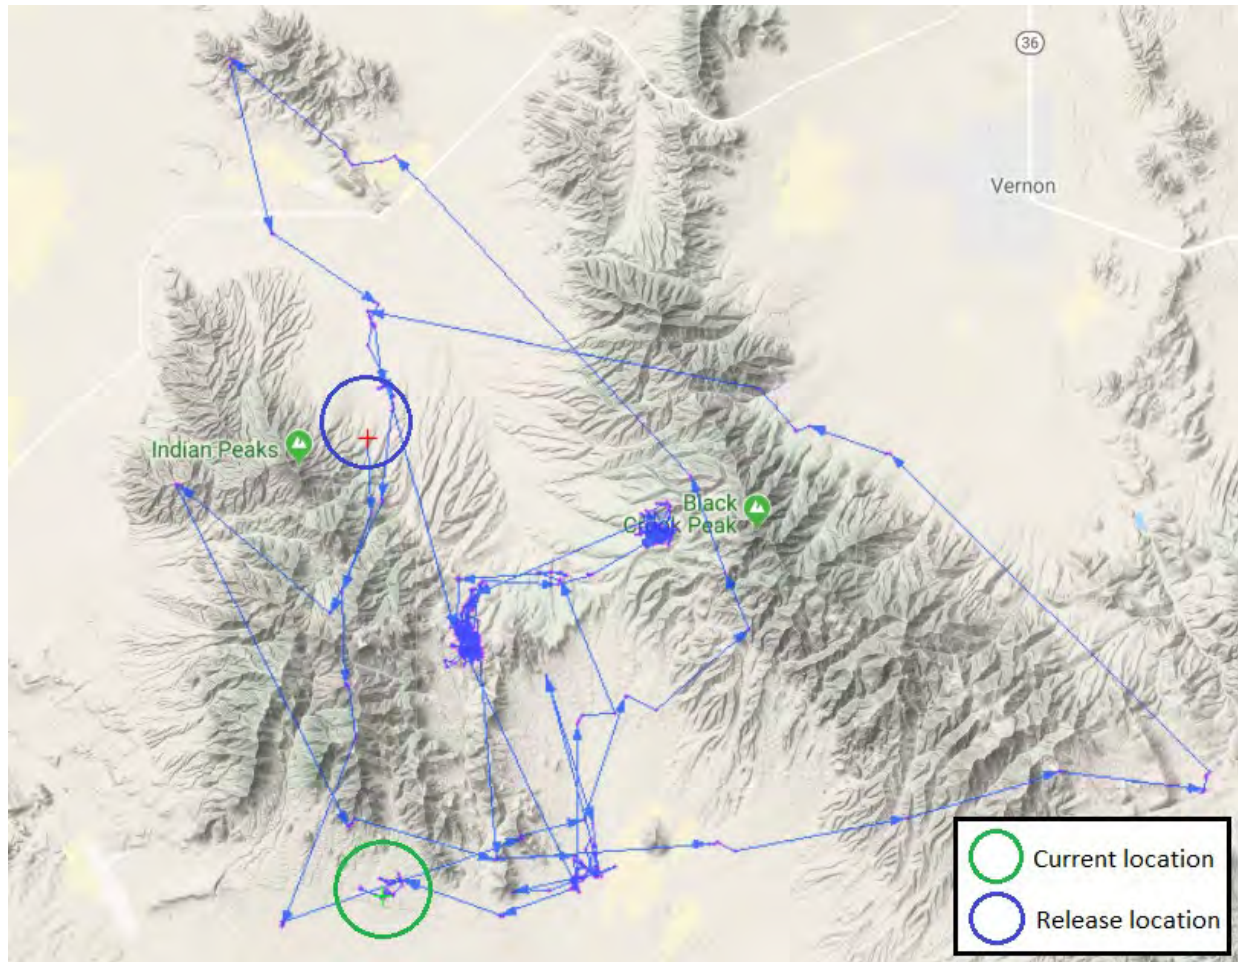 36
Vernon
Indian Peaks
Black
Crook Peak
Current location
Release location